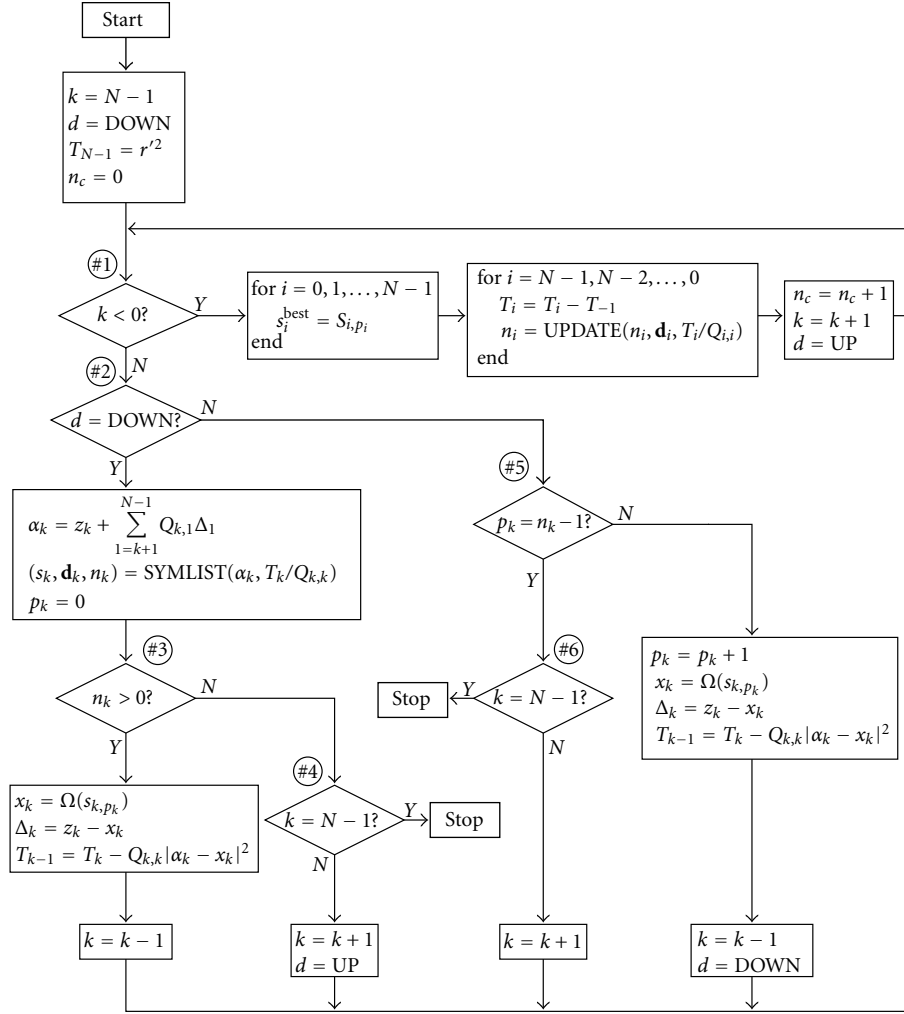 Start
k = N − 1
d = DOWN
T_{N−1} = r′²
n_c = 0
#1
k < 0?
Y
N
for i = 0, 1, . . . , N − 1
s_i^{best} = S_{i,p_i}
end
for i = N − 1, N − 2, . . . , 0
T_i = T_i − T_{−1}
n_i = UPDATE(n_i, d_i, T_i/Q_{i,i})
end
n_c = n_c + 1
k = k + 1
d = UP
#2
d = DOWN?
N
Y
α_k = z_k + ∑_{1=k+1}^{N−1} Q_{k,1}Δ_1
(s_k, d_k, n_k) = SYMLIST(α_k, T_k/Q_{k,k})
p_k = 0
#3
n_k > 0?
N
Y
x_k = Ω(s_{k,p_k})
Δ_k = z_k − x_k
T_{k−1} = T_k − Q_{k,k}|α_k − x_k|²
k = k − 1
#4
k = N − 1?
Y
Stop
N
k = k + 1
d = UP
#5
p_k = n_k − 1?
N
Y
#6
k = N − 1?
Y
Stop
N
k = k + 1
p_k = p_k + 1
x_k = Ω(s_{k,p_k})
Δ_k = z_k − x_k
T_{k−1} = T_k − Q_{k,k}|α_k − x_k|²
k = k − 1
d = DOWN